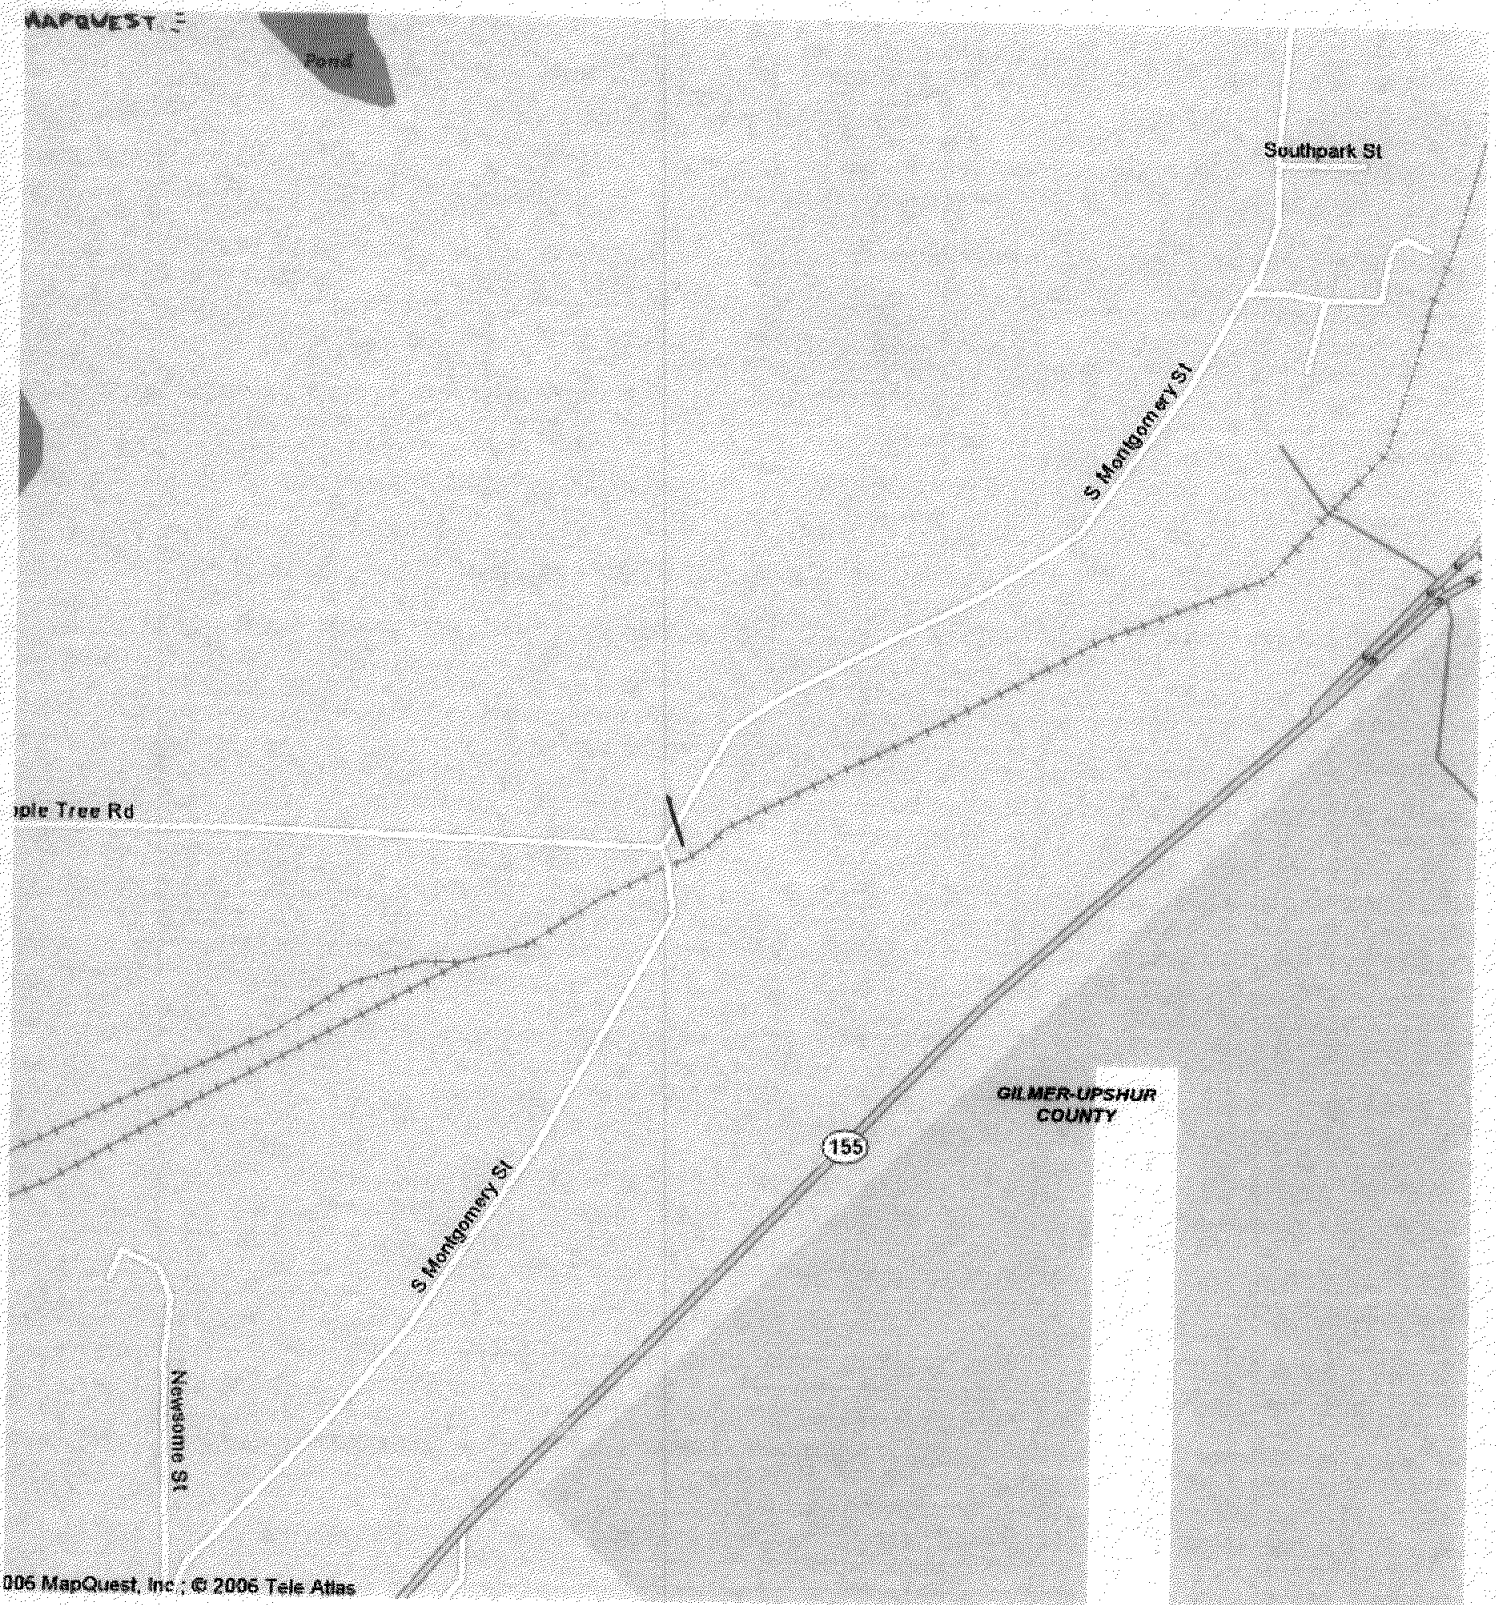 MAPQUEST
Pond
Southpark St
S Montgomery St
ple Tree Rd
GILMER-UPSHUR
COUNTY
155
S Montgomery St
Newsome St
006 MapQuest, Inc.; © 2006 Tele Atlas